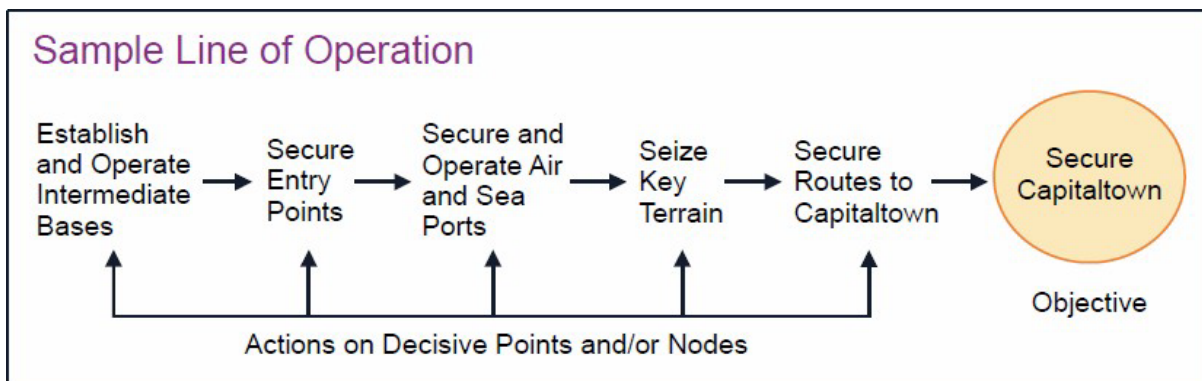 Sample Line of Operation
Establish
and Operate
Intermediate
Bases
Secure
Entry
Points
Secure and
Operate Air
and Sea
Ports
Seize
Key
Terrain
Secure
Routes to
Capitaltown
Secure
Capitaltown
Objective
Actions on Decisive Points and/or Nodes